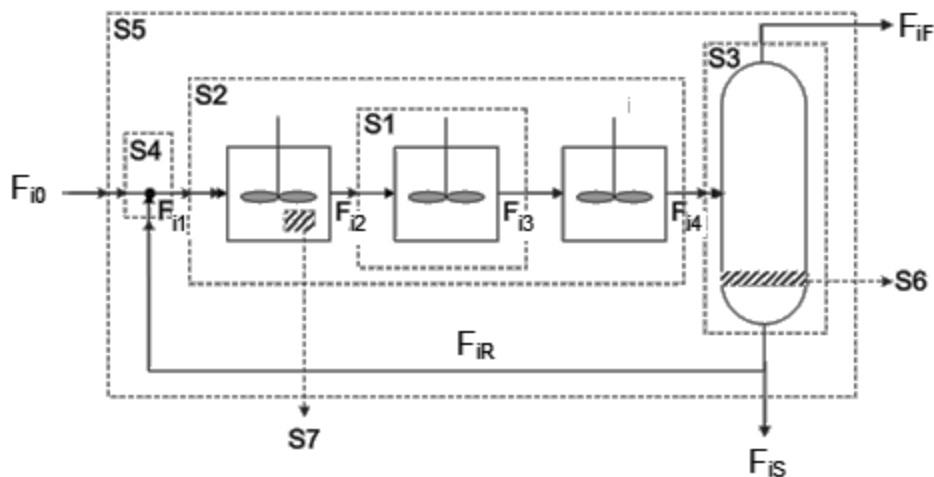 S5
F_iF
S3
S2
S1
S4
F_i0
F_i1
F_i2
F_i3
F_i4
i
S6
F_iR
S7
F_iS